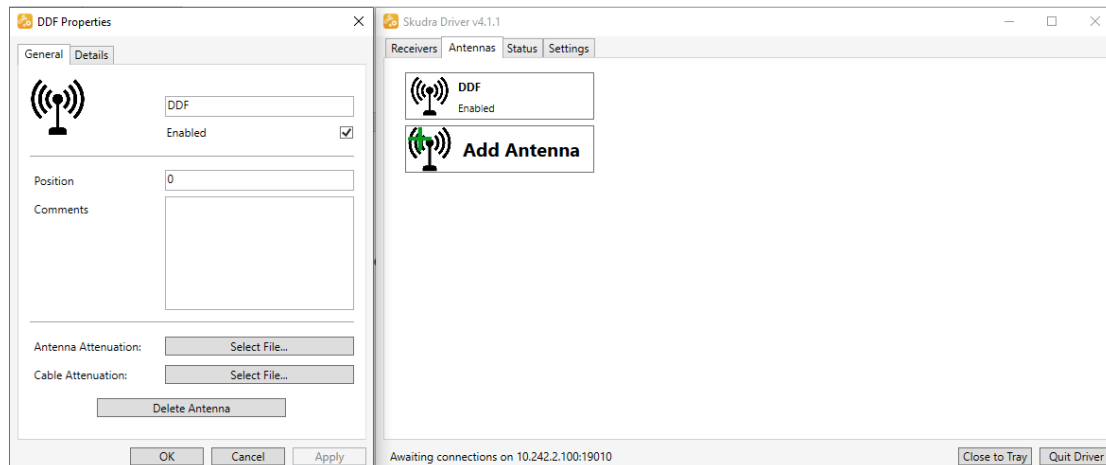 DDF Properties
General Details
DDF
Enabled
Position 0
Comments
Antenna Attenuation: Select File...
Cable Attenuation: Select File...
Delete Antenna
OK Cancel Apply
Skudra Driver v4.1.1
Receivers Antennas Status Settings
DDF
Enabled
Add Antenna
Awaiting connections on 10.242.2.100:19010 Close to Tray Quit Driver